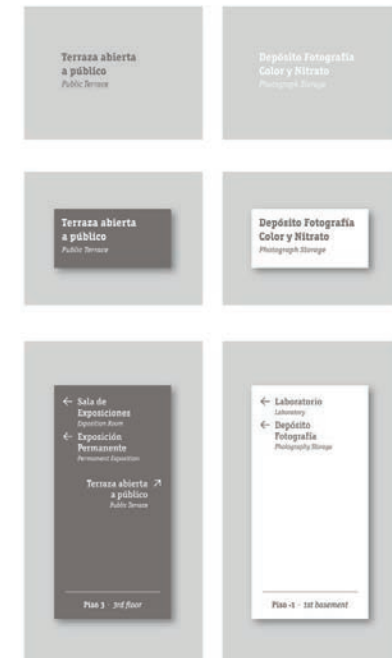 Terraza abierta
a público
Public Terrace
Depósito Fotografía
Color y Nitrato
Photograph Storage
Terraza abierta
a público
Public Terrace
Depósito Fotografía
Color y Nitrato
Photograph Storage
← Sala de
Exposiciones
Exposition Room
← Exposición
Permanente
Permanent Exposition
Terraza abierta ↗
a público
Public Terrace
Piso 3 · 3rd floor
← Laboratorio
Laboratory
← Depósito
Fotografía
Photography Storage
Piso -1 · 1st basement